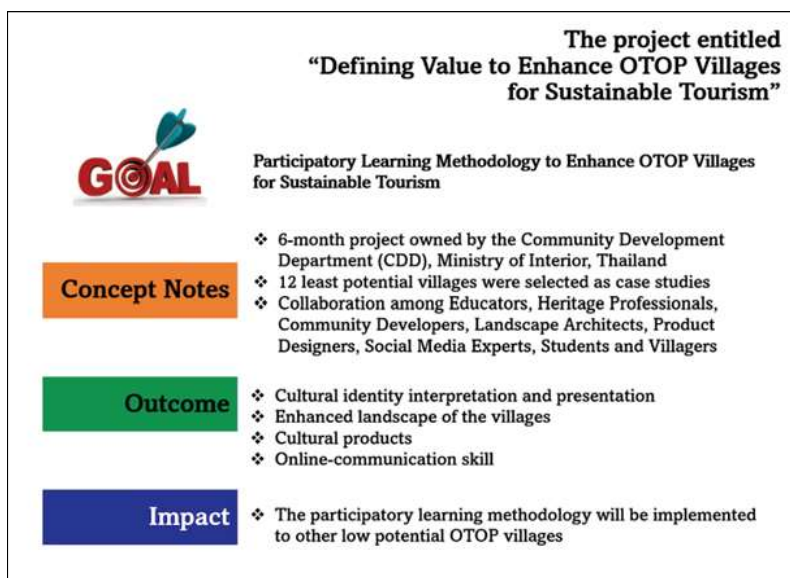 The project entitled
“Defining Value to Enhance OTOP Villages
for Sustainable Tourism”
GOAL
Participatory Learning Methodology to Enhance OTOP Villages
for Sustainable Tourism
Concept Notes
❖ 6-month project owned by the Community Development
Department (CDD), Ministry of Interior, Thailand
❖ 12 least potential villages were selected as case studies
❖ Collaboration among Educators, Heritage Professionals,
Community Developers, Landscape Architects, Product
Designers, Social Media Experts, Students and Villagers
Outcome
❖ Cultural identity interpretation and presentation
❖ Enhanced landscape of the villages
❖ Cultural products
❖ Online-communication skill
Impact
❖ The participatory learning methodology will be implemented
to other low potential OTOP villages